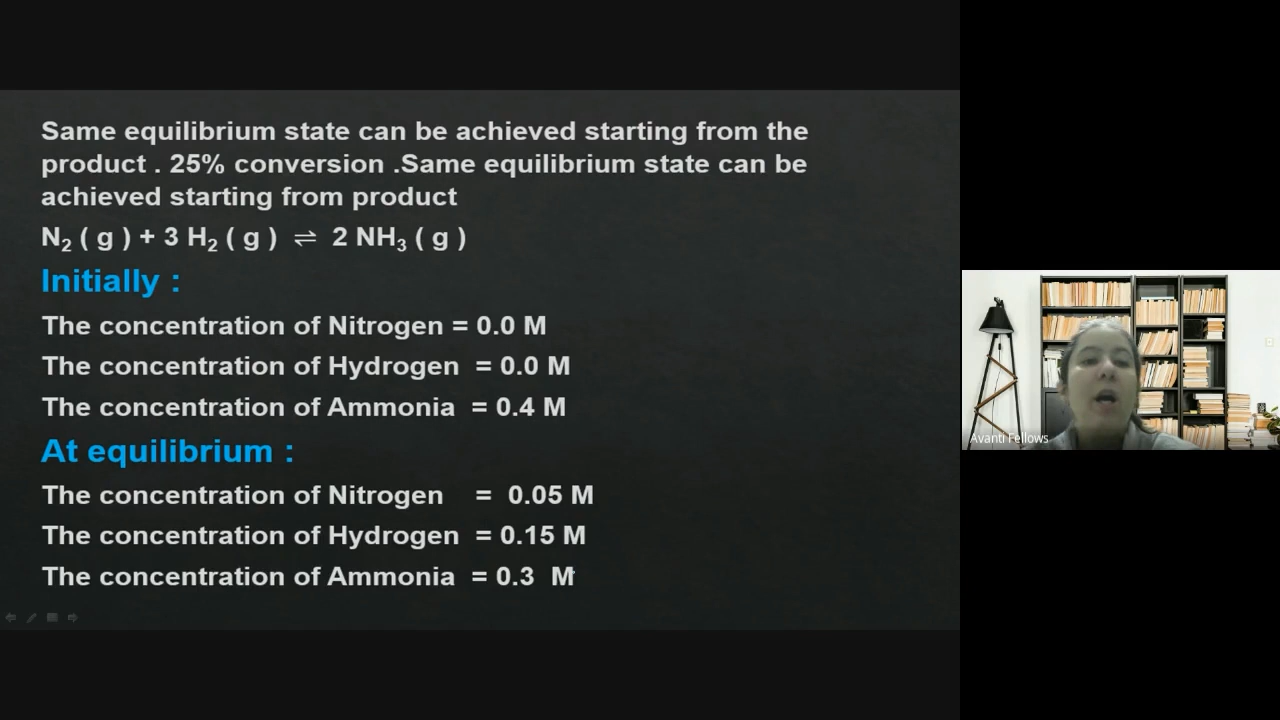 Same equilibrium state can be achieved starting from the
product . 25% conversion .Same equilibrium state can be
achieved starting from product
N₂ ( g ) + 3 H₂ ( g ) ⇌ 2 NH₃ ( g )
Initially :
The concentration of Nitrogen = 0.0 M
The concentration of Hydrogen = 0.0 M
The concentration of Ammonia = 0.4 M
At equilibrium :
The concentration of Nitrogen = 0.05 M
The concentration of Hydrogen = 0.15 M
The concentration of Ammonia = 0.3 M
Avanti Fellows